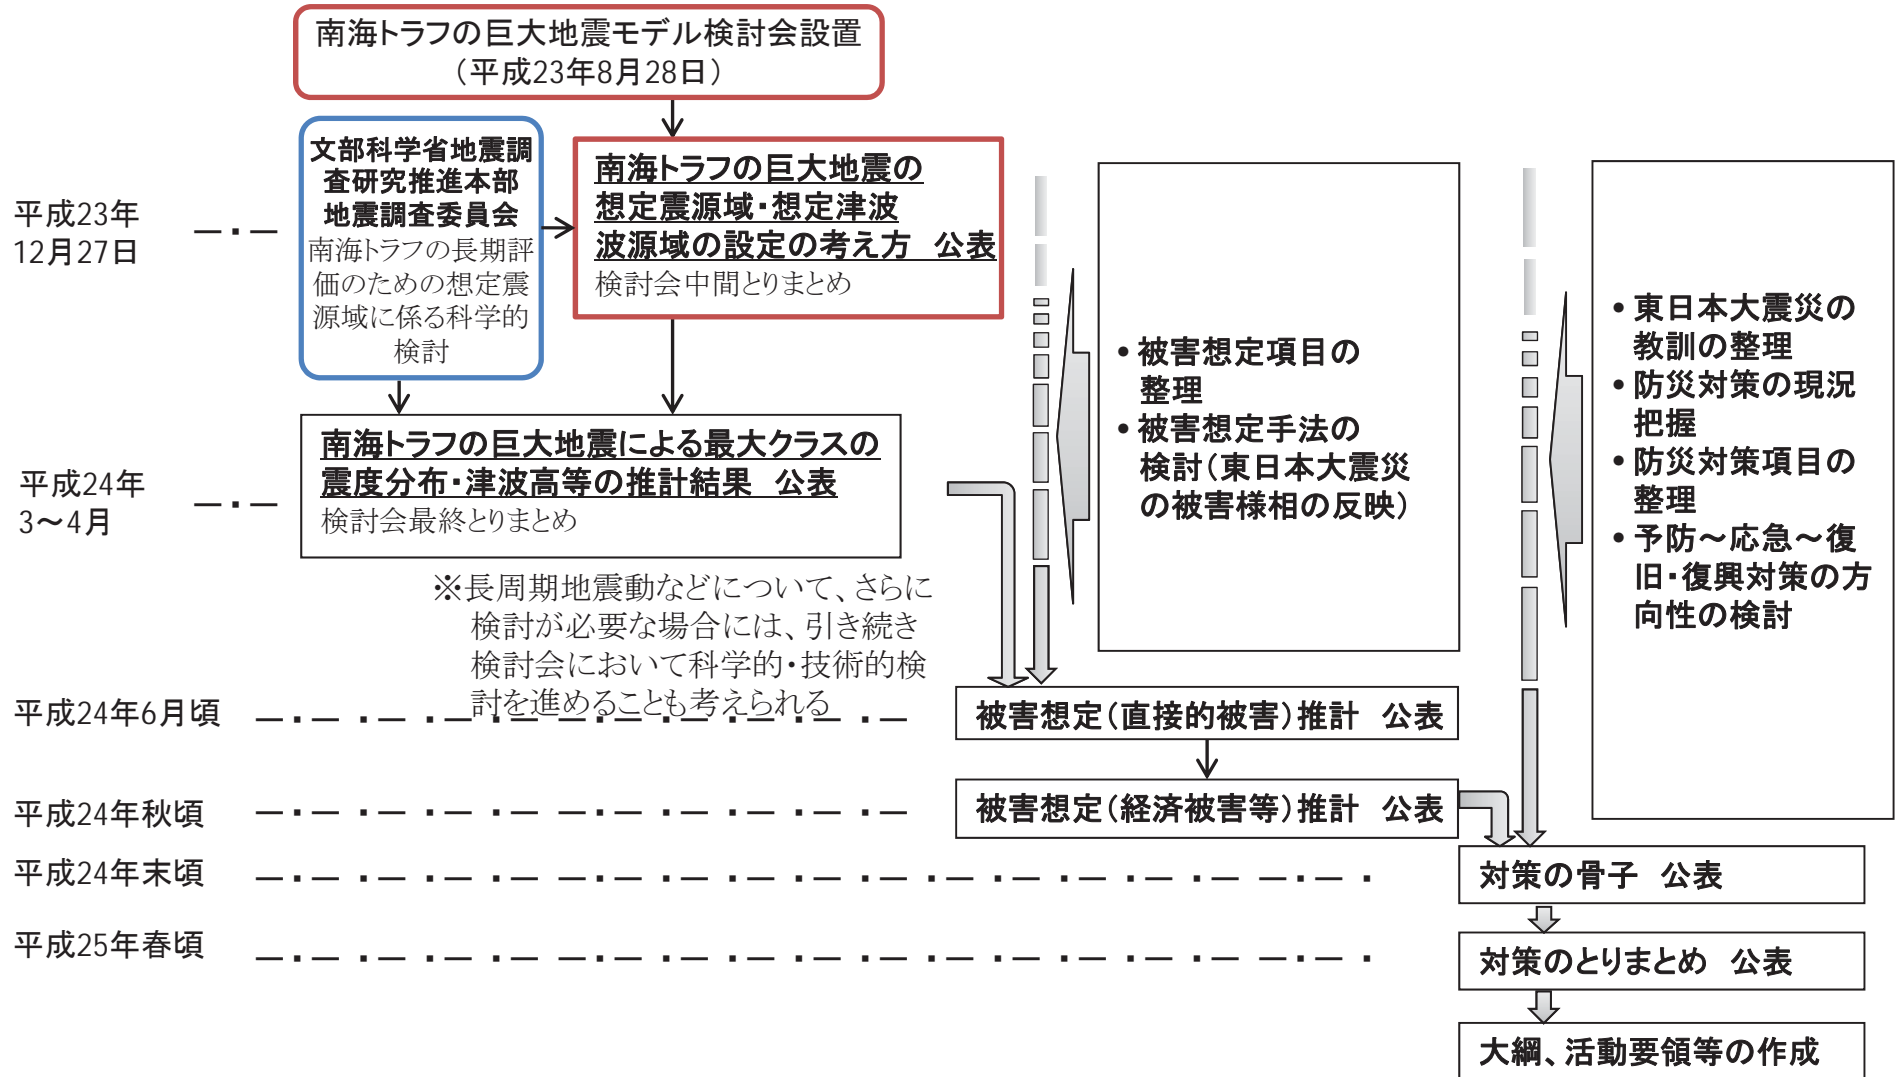 南海トラフの巨大地震モデル検討会設置
（平成23年8月28日）
平成23年
12月27日
文部科学省地震調
査研究推進本部
地震調査委員会
南海トラフの長期評
価のための想定震
源域に係る科学的
検討
南海トラフの巨大地震の
想定震源域・想定津波
波源域の設定の考え方　公表
検討会中間とりまとめ
平成24年
3～4月
南海トラフの巨大地震による最大クラスの
震度分布・津波高等の推計結果　公表
検討会最終とりまとめ
※長周期地震動などについて、さらに
検討が必要な場合には、引き続き
検討会において科学的・技術的検
討を進めることも考えられる
• 被害想定項目の
整理
• 被害想定手法の
検討（東日本大震災
の被害様相の反映）
• 東日本大震災の
教訓の整理
• 防災対策の現況
把握
• 防災対策項目の
整理
• 予防～応急～復
旧・復興対策の方
向性の検討
平成24年6月頃
被害想定（直接的被害）推計　公表
平成24年秋頃
被害想定（経済被害等）推計　公表
平成24年末頃
対策の骨子　公表
平成25年春頃
対策のとりまとめ　公表
大綱、活動要領等の作成